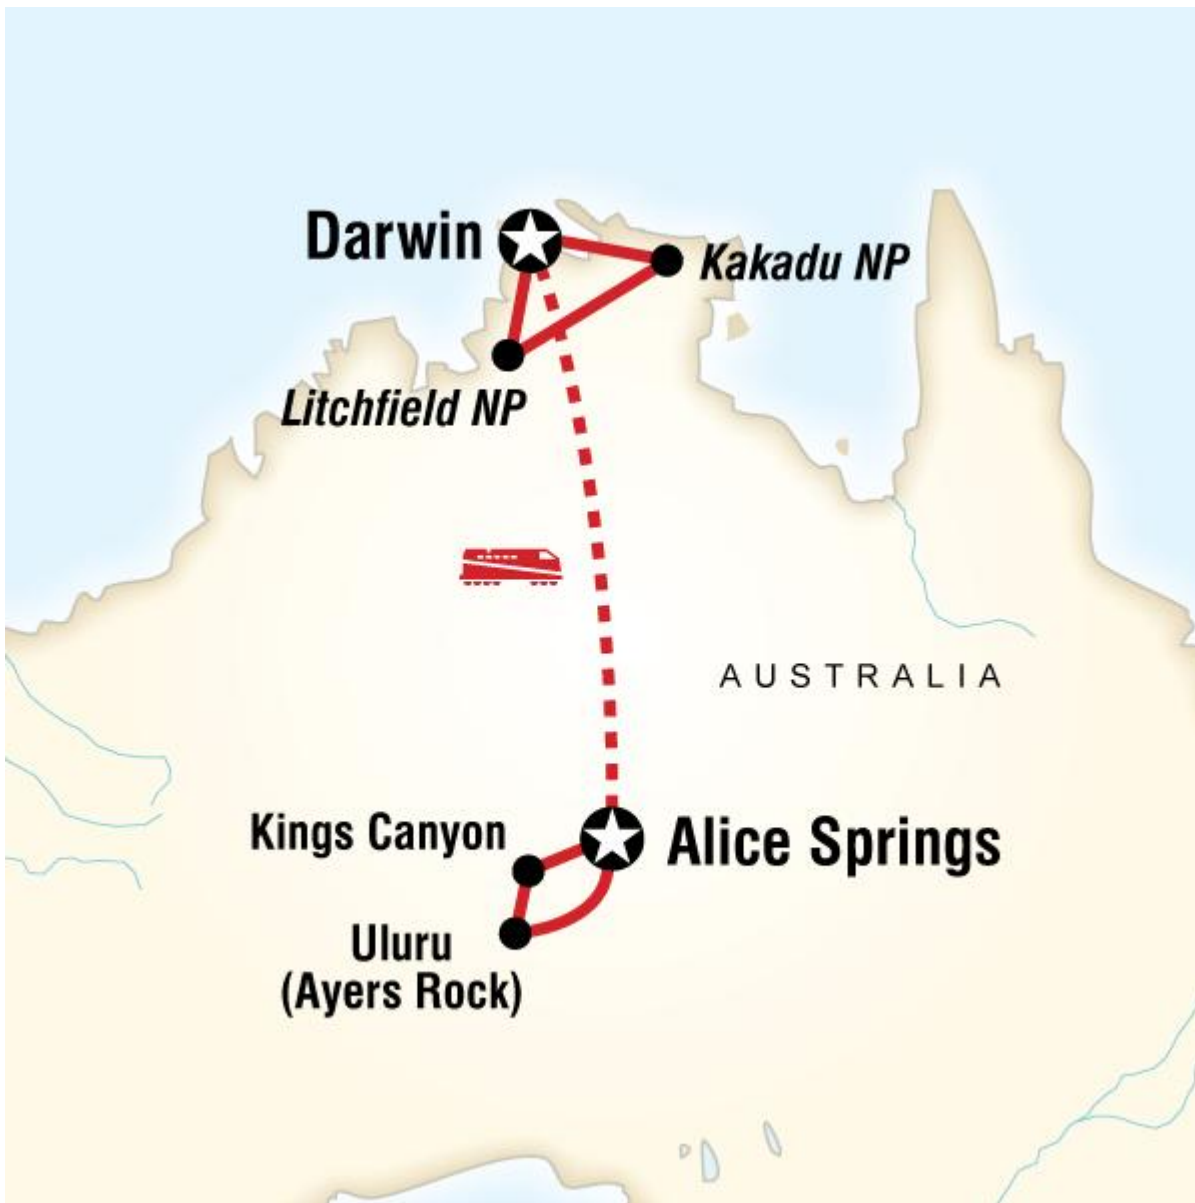 Darwin
Kakadu NP
Litchfield NP
AUSTRALIA
Kings Canyon
Alice Springs
Uluru
(Ayers Rock)